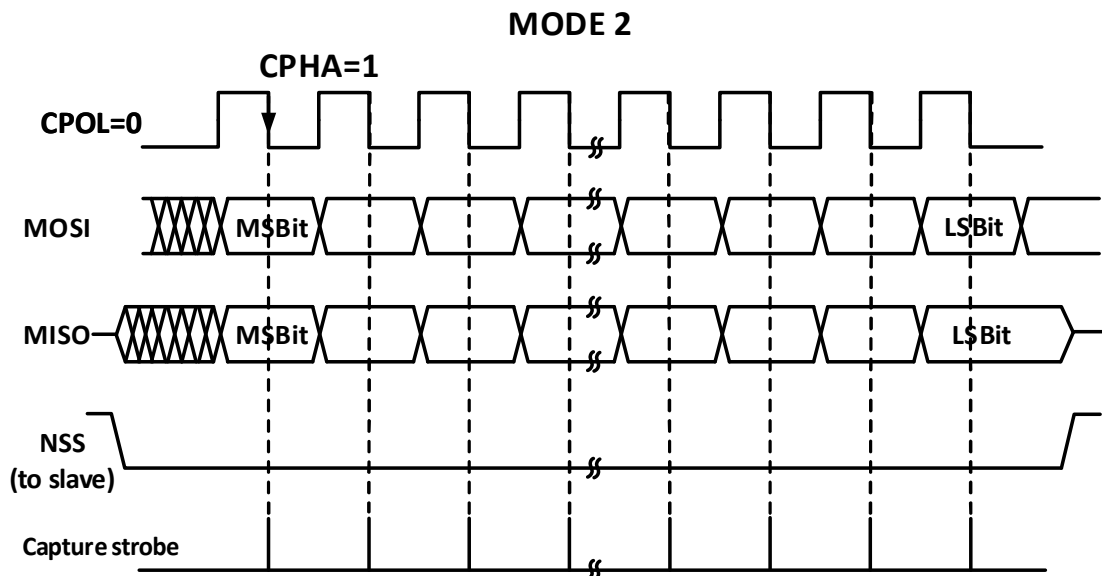 MODE 2
CPHA=1
CPOL=0
MOSI
MSBit
LSBit
MISO
MSBit
LSBit
NSS
(to slave)
Capture strobe